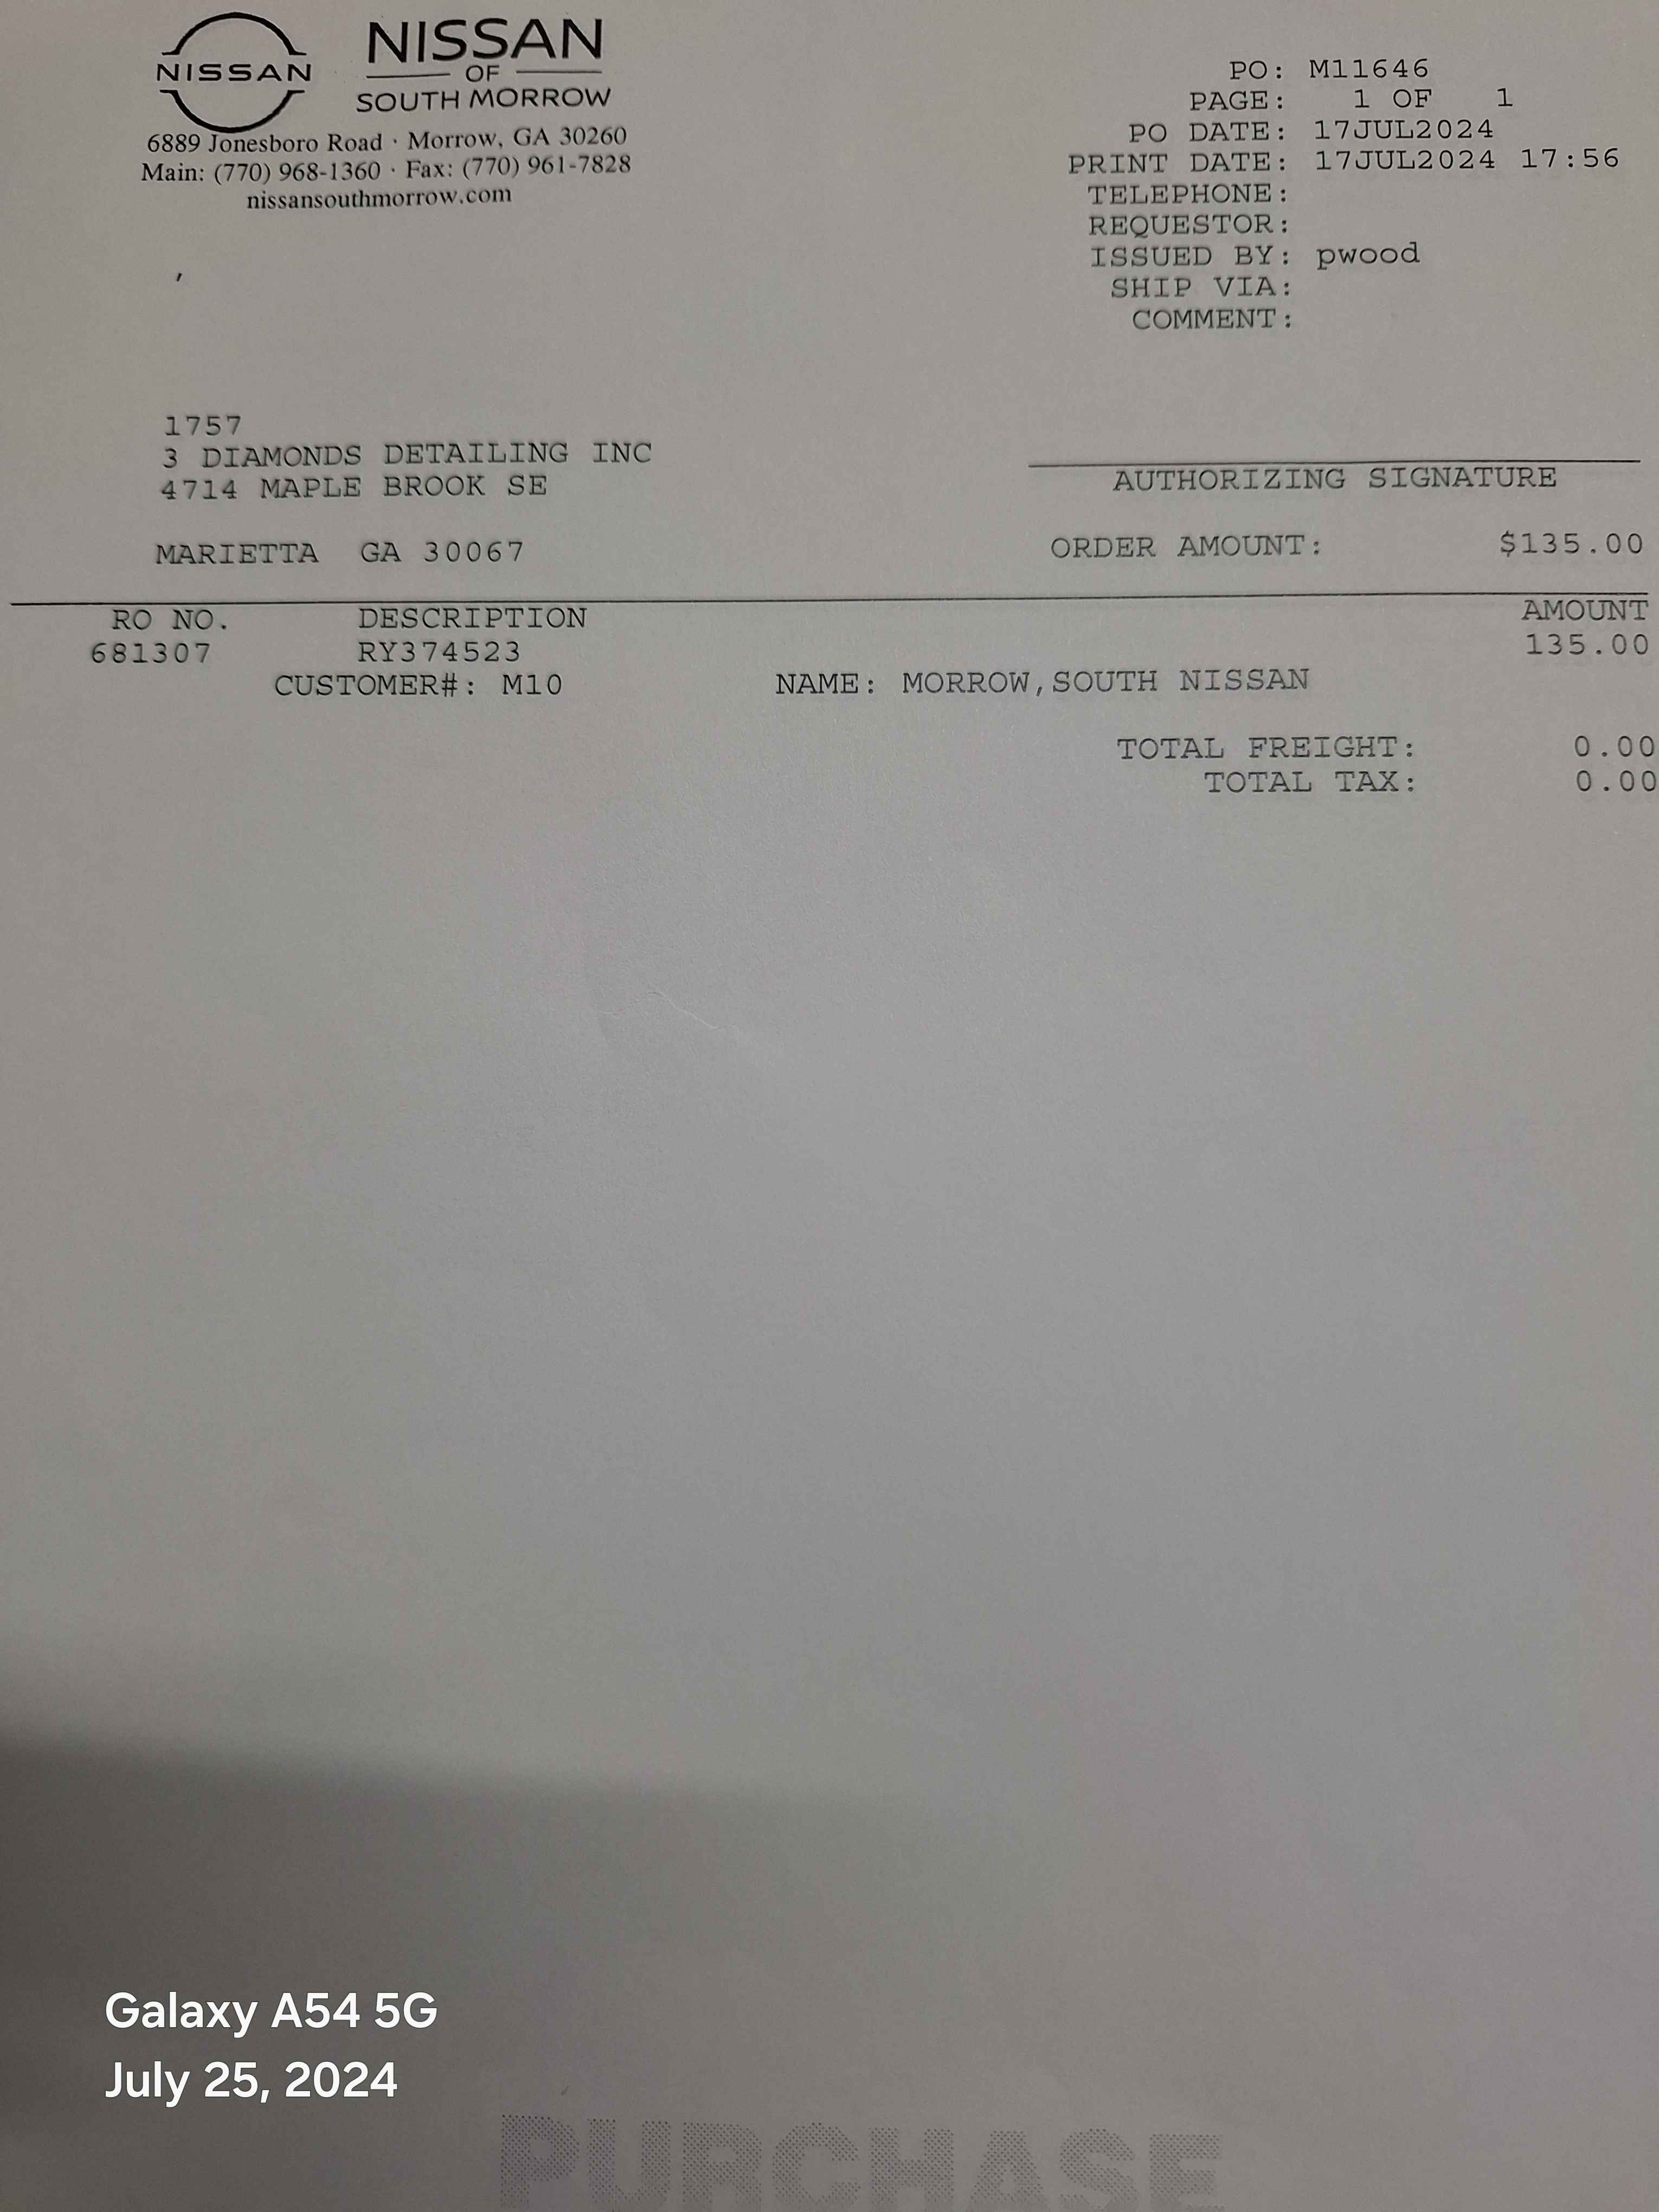 NISSAN
NISSAN
OF
SOUTH MORROW
6889 Jonesboro Road · Morrow, GA 30260
Main: (770) 968-1360 · Fax: (770) 961-7828
nissansouthmorrow.com
PO: M11646
PAGE: 1 OF 1
PO DATE: 17JUL2024
PRINT DATE: 17JUL2024 17:56
TELEPHONE:
REQUESTOR:
ISSUED BY: pwood
SHIP VIA:
COMMENT:
,
1757
3 DIAMONDS DETAILING INC
4714 MAPLE BROOK SE
MARIETTA GA 30067
AUTHORIZING SIGNATURE
ORDER AMOUNT: $135.00
RO NO. DESCRIPTION AMOUNT
681307 RY374523 135.00
CUSTOMER#: M10 NAME: MORROW,SOUTH NISSAN
TOTAL FREIGHT: 0.00
TOTAL TAX: 0.00
Galaxy A54 5G
July 25, 2024
PURCHASE